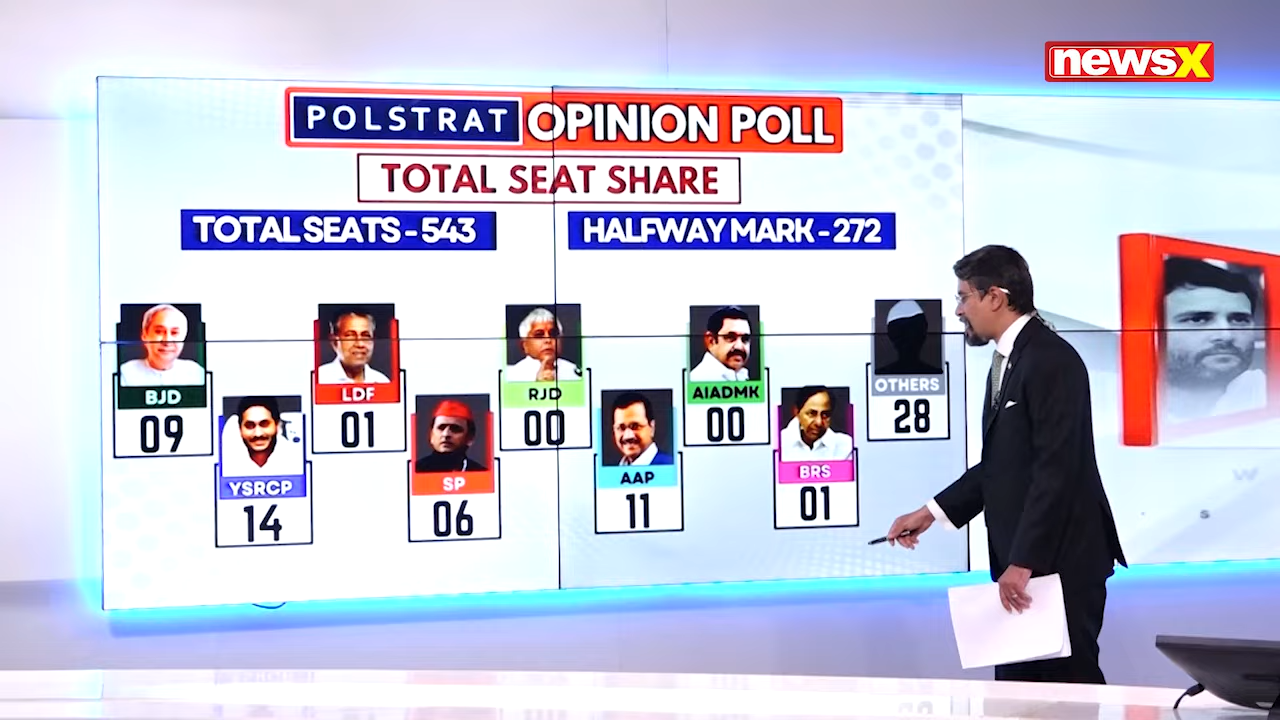 newsX
POLSTRAT OPINION POLL
TOTAL SEAT SHARE
TOTAL SEATS - 543
HALFWAY MARK - 272
BJD
09
YSRCP
14
LDF
01
SP
06
RJD
00
AAP
11
AIADMK
00
BRS
01
OTHERS
28
W
S